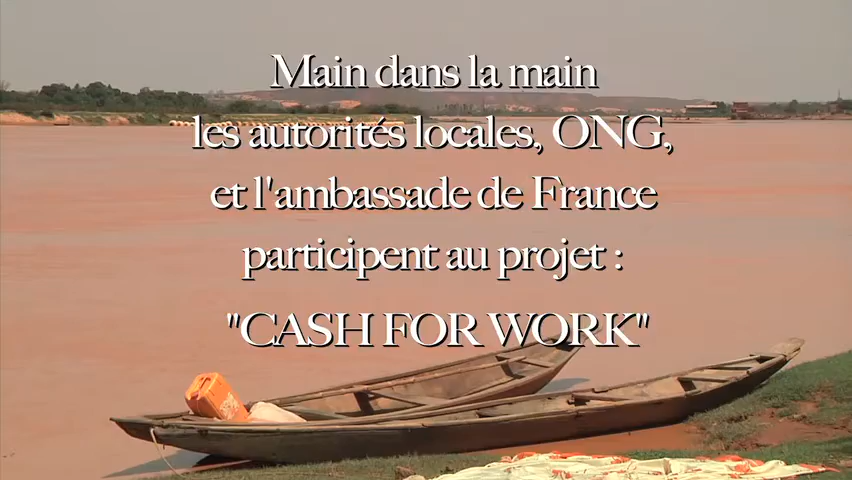 Main dans la main
les autorités locales, ONG,
et l'ambassade de France
participent au projet :
"CASH FOR WORK"